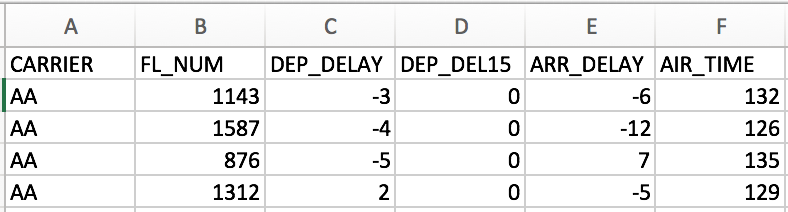 A B C D E F
CARRIER FL_NUM DEP_DELAY DEP_DEL15 ARR_DELAY AIR_TIME
AA 1143 -3 0 -6 132
AA 1587 -4 0 -12 126
AA 876 -5 0 7 135
AA 1312 2 0 -5 129